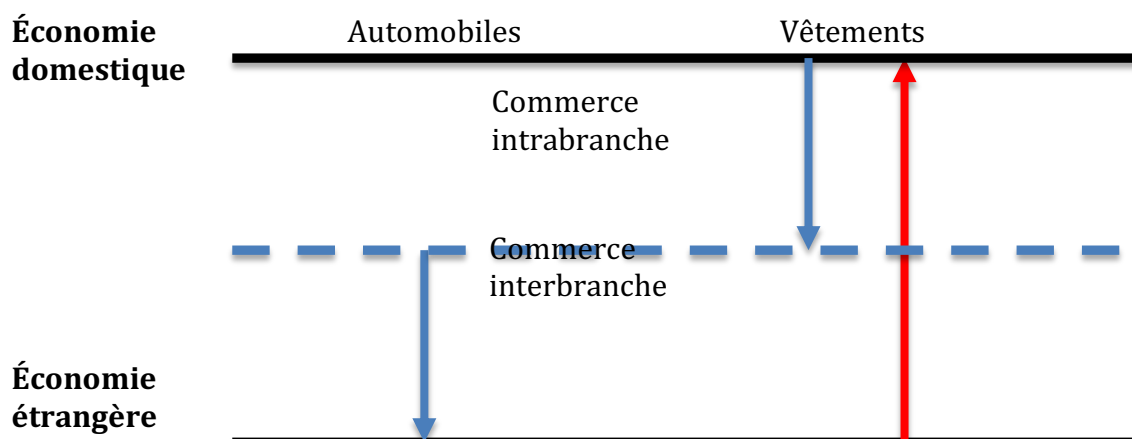 Économie
domestique
Automobiles
Vêtements
Commerce
intrabranche
Commerce
interbranche
Économie
étrangère